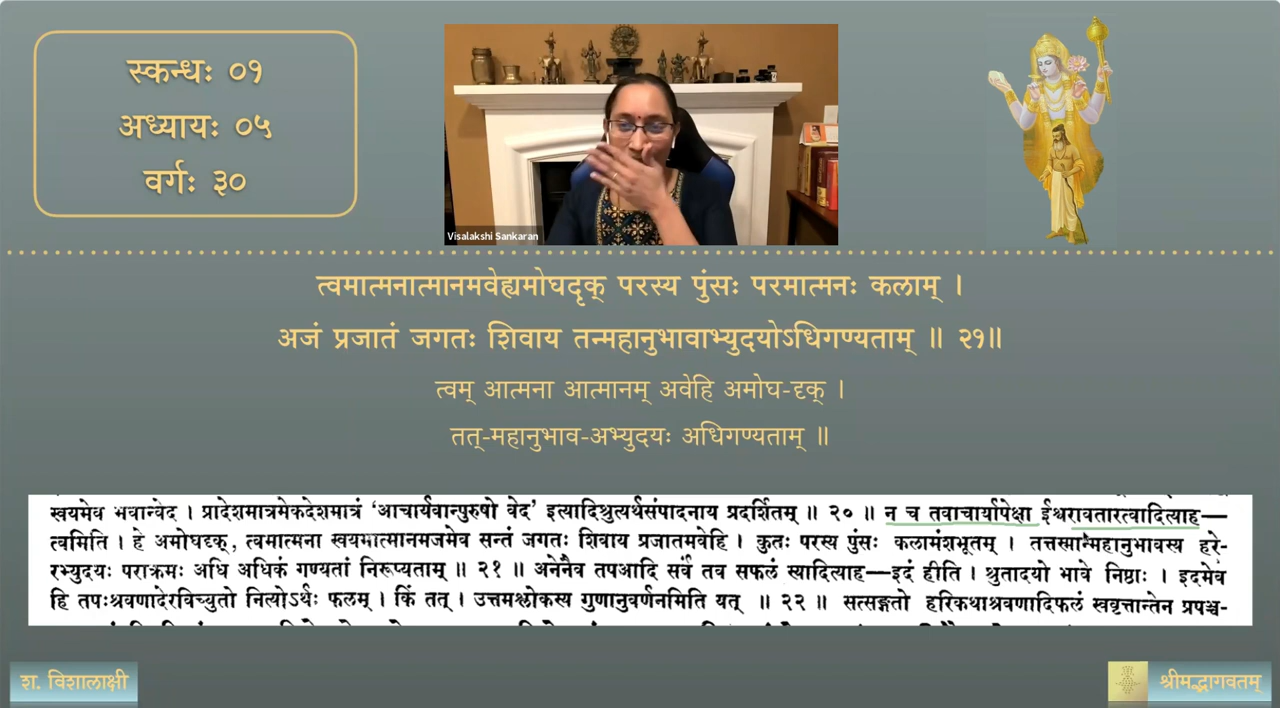 स्कन्धः ०१
अध्यायः ०५
वर्गः ३०
Visalakshi Sankaran
त्वमात्मनात्मानमवेह्यमोघदृक् परस्य पुंसः परमात्मनः कलाम् ।
अजं प्रजातं जगतः शिवाय तन्महानुभावाभ्युदयोऽधिगण्यताम् ॥ २१॥
त्वम् आत्मना आत्मानम् अवेहि अमोघ-दृक् ।
तत्-महानुभाव-अभ्युदयः अधिगण्यताम् ॥
स्वयमेव भवान्वेद । प्रादेशमात्रमेकदेशमात्रं ‘आचार्यवान्पुरुषो वेद’ इत्यादिश्रुत्यर्थसंपादनाय प्रदर्शितम् ॥ २० ॥ न च तवाचार्यापेक्षा ईश्वरावतारत्वादित्याह—
त्वमिति । हे अमोघदृक्, त्वमात्मना स्वयमात्मानमजमेव सन्तं जगतः शिवाय प्रजातमवेहि । कुतः परस्य पुंसः कलामंशभूतम् । तत्तस्मान्महानुभावस्य हरे-
रभ्युदयः पराक्रमः अधि अधिकं गण्यतां निरूप्यताम् ॥ २१ ॥ अनेनैव तपआदि सर्वं तव सफलं स्यादित्याह—इदं हीति । श्रुतादयो भावे निष्ठाः । इदमेव
हि तपःश्रवणादेरविच्युतो नित्योऽर्थः फलम् । किं तत् । उत्तमश्लोकस्य गुणानुवर्णनमिति यत् ॥ २२ ॥ सत्सङ्गतो हरिकथाश्रवणादिफलं स्ववृत्तान्तेन प्रपञ्च-
श. विशालाक्षी
श्रीमद्भागवतम्